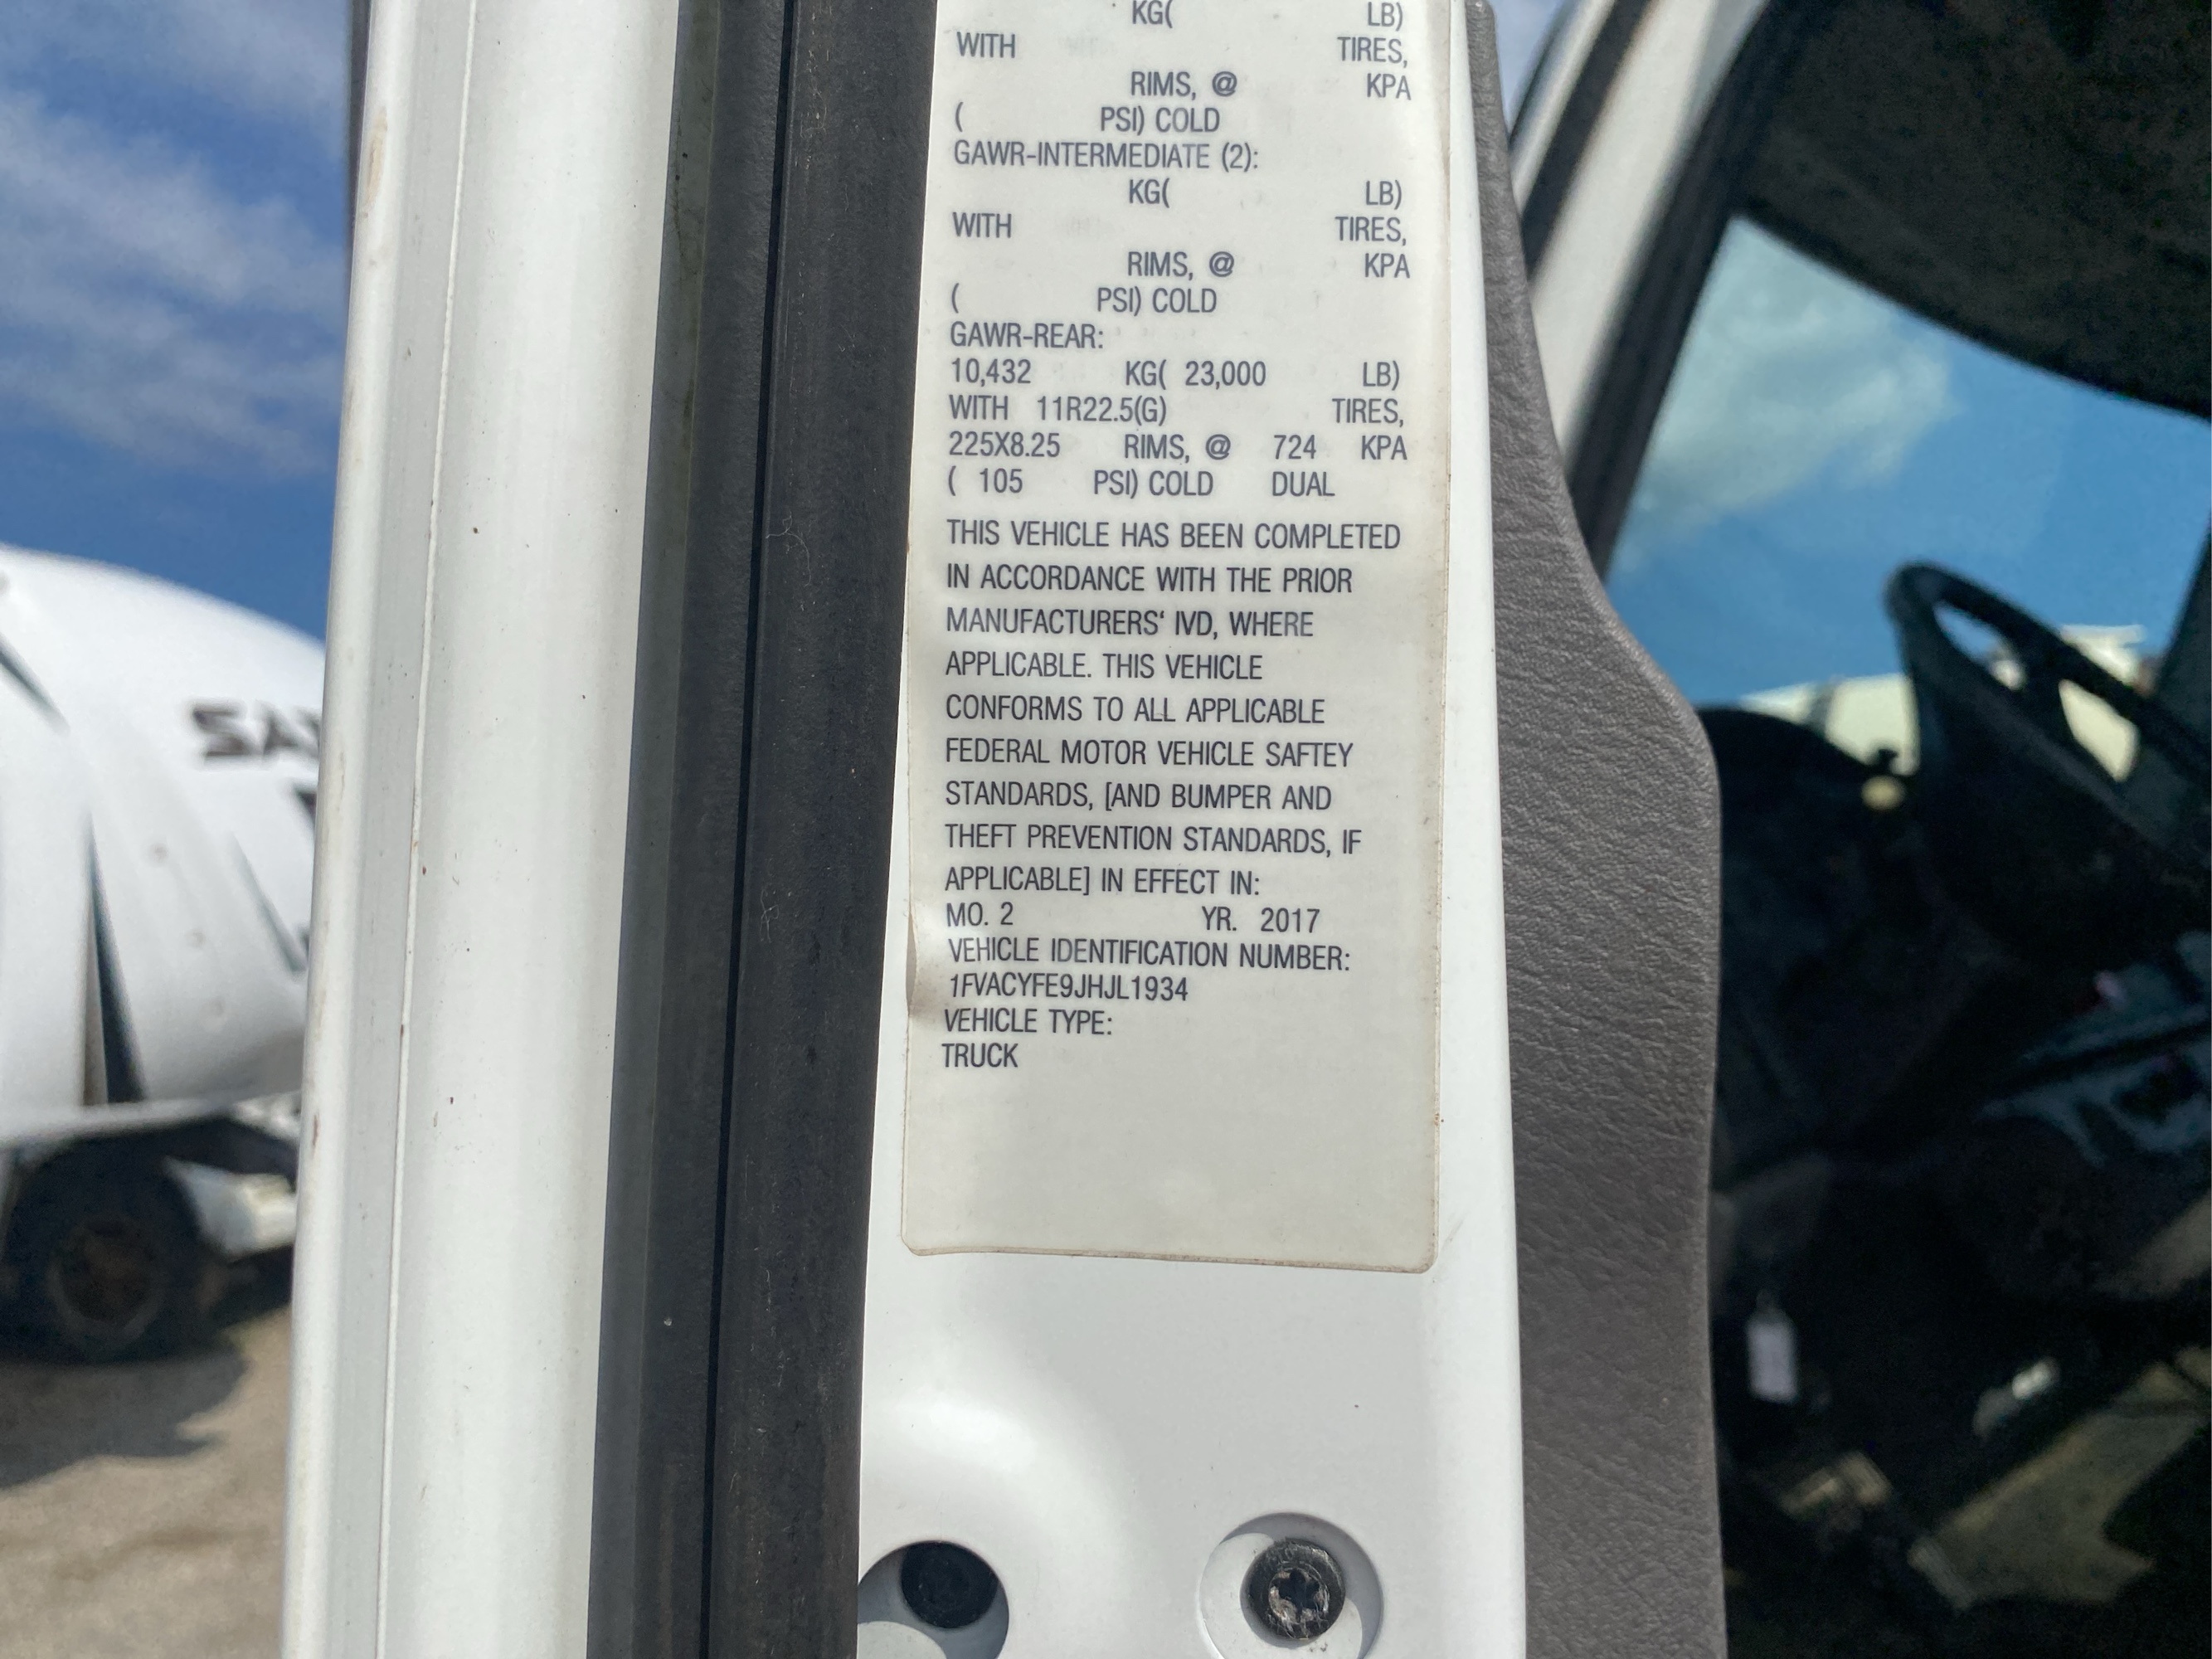 KG( LB)
WITH TIRES,
RIMS, @ KPA
( PSI) COLD
GAWR-INTERMEDIATE (2):
KG( LB)
WITH TIRES,
RIMS, @ KPA
( PSI) COLD
GAWR-REAR:
10,432 KG( 23,000 LB)
WITH 11R22.5(G) TIRES,
225X8.25 RIMS, @ 724 KPA
( 105 PSI) COLD DUAL
THIS VEHICLE HAS BEEN COMPLETED
IN ACCORDANCE WITH THE PRIOR
MANUFACTURERS‘ IVD, WHERE
APPLICABLE. THIS VEHICLE
CONFORMS TO ALL APPLICABLE
FEDERAL MOTOR VEHICLE SAFTEY
STANDARDS, [AND BUMPER AND
THEFT PREVENTION STANDARDS, IF
APPLICABLE] IN EFFECT IN:
MO. 2 YR. 2017
VEHICLE IDENTIFICATION NUMBER:
1FVACYFE9JHJL1934
VEHICLE TYPE:
TRUCK